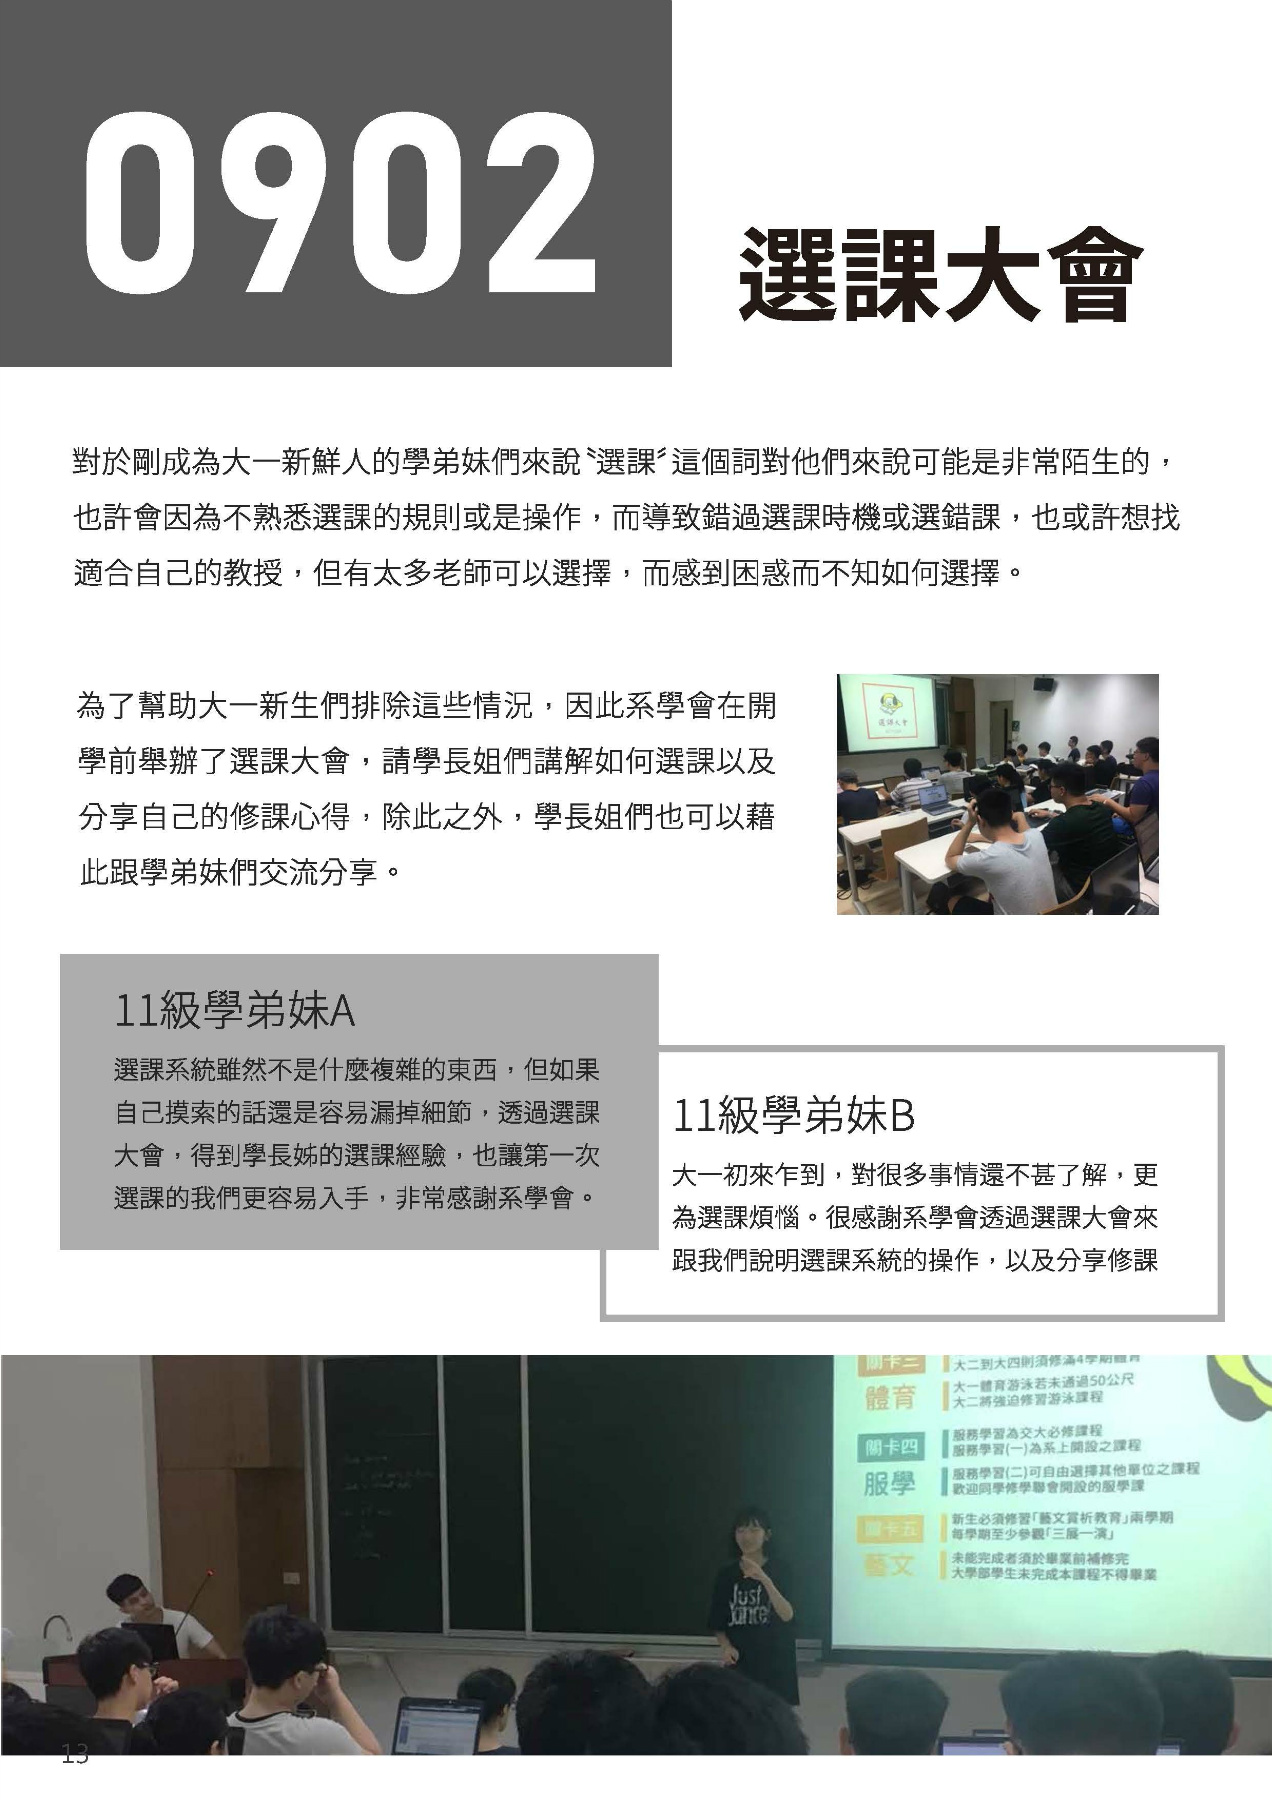 0902
選課大會
對於剛成為大一新鮮人的學弟妹們來說〝選課〞這個詞對他們來說可能是非常陌生的，
也許會因為不熟悉選課的規則或是操作，而導致錯過選課時機或選錯課，也或許想找
適合自己的教授，但有太多老師可以選擇，而感到困惑而不知如何選擇。
為了幫助大一新生們排除這些情況，因此系學會在開
學前舉辦了選課大會，請學長姐們講解如何選課以及
分享自己的修課心得，除此之外，學長姐們也可以藉
此跟學弟妹們交流分享。
選課大會
11級學弟妹A
選課系統雖然不是什麼複雜的東西，但如果
自己摸索的話還是容易漏掉細節，透過選課
大會，得到學長姊的選課經驗，也讓第一次
選課的我們更容易入手，非常感謝系學會。
11級學弟妹B
大一初來乍到，對很多事情還不甚了解，更
為選課煩惱。很感謝系學會透過選課大會來
跟我們說明選課系統的操作，以及分享修課
關卡三
大二到大四則須修滿4學期體育
體育
大一體育游泳若未通過50公尺
大二將強迫修習游泳課程
關卡四
服務學習為交大必修課程
服務學習(一)為系上開設之課程
服學
服務學習(二)可自由選擇其他單位之課程
歡迎同學修學聯會開設的服學課
關卡五
新生必須修習「藝文賞析教育」兩學期
每學期至少參觀「三展一演」
藝文
未能完成者須於畢業前補修完
大學部學生未完成本課程不得畢業
Just
Dance
13